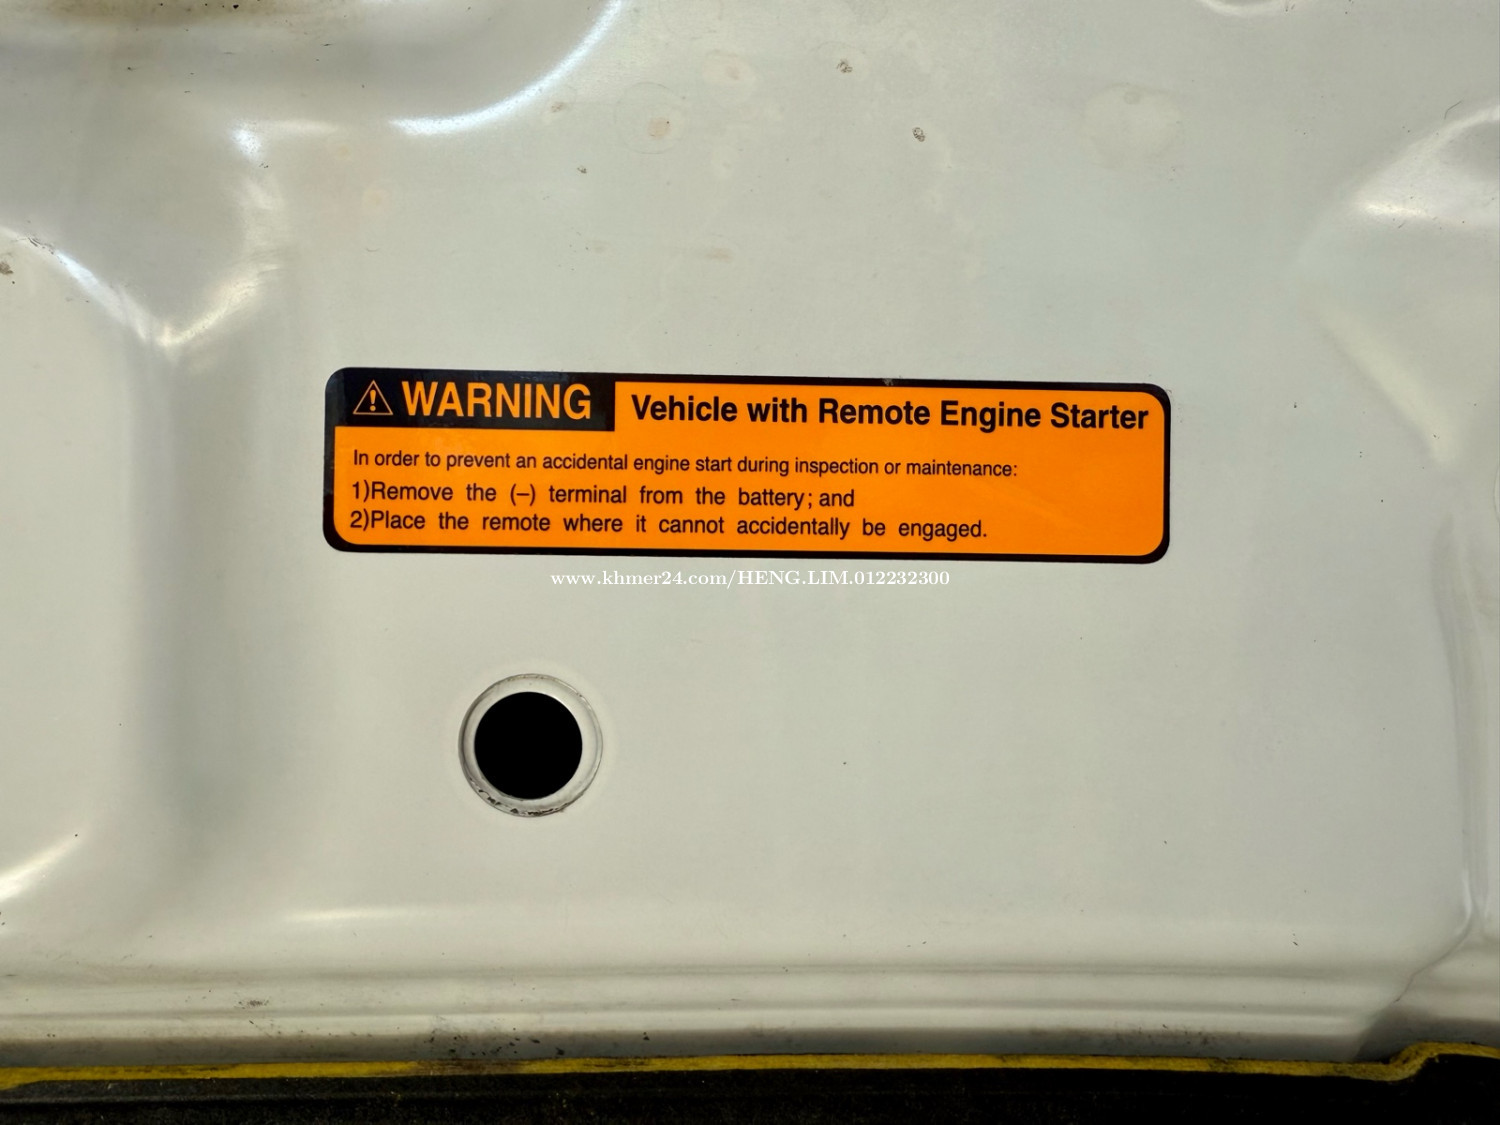 WARNING Vehicle with Remote Engine Starter
In order to prevent an accidental engine start during inspection or maintenance:
1)Remove the (–) terminal from the battery; and
2)Place the remote where it cannot accidentally be engaged.
www.khmer24.com/HENG.LIM.012232300